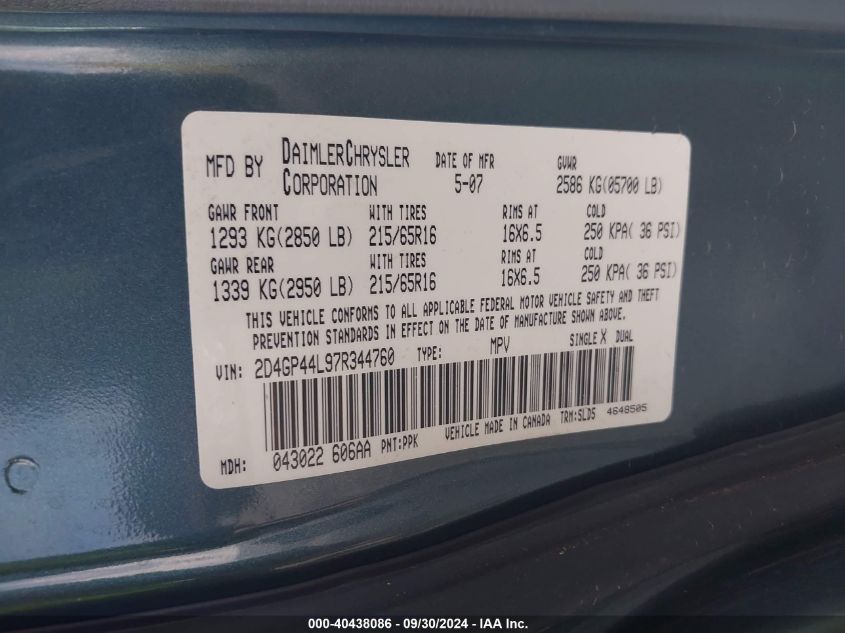 MFD BY DAIMLERCHRYSLER CORPORATION DATE OF MFR 5-07 GVWR 2586 KG(05700 LB)
GAWR FRONT WITH TIRES RIMS AT COLD
1293 KG(2850 LB) 215/65R16 16X6.5 250 KPA( 36 PSI)
GAWR REAR WITH TIRES RIMS AT COLD
1339 KG(2950 LB) 215/65R16 16X6.5 250 KPA( 36 PSI)
THIS VEHICLE CONFORMS TO ALL APPLICABLE FEDERAL MOTOR VEHICLE SAFETY AND THEFT
PREVENTION STANDARDS IN EFFECT ON THE DATE OF MANUFACTURE SHOWN ABOVE.
VIN: 2D4GP44L97R344760 TYPE: MPV SINGLE X DUAL
MDH: 043022 606AA PNT:PPK VEHICLE MADE IN CANADA TRM:SLD5 4648505
000-40438086 - 09/30/2024 - IAA Inc.